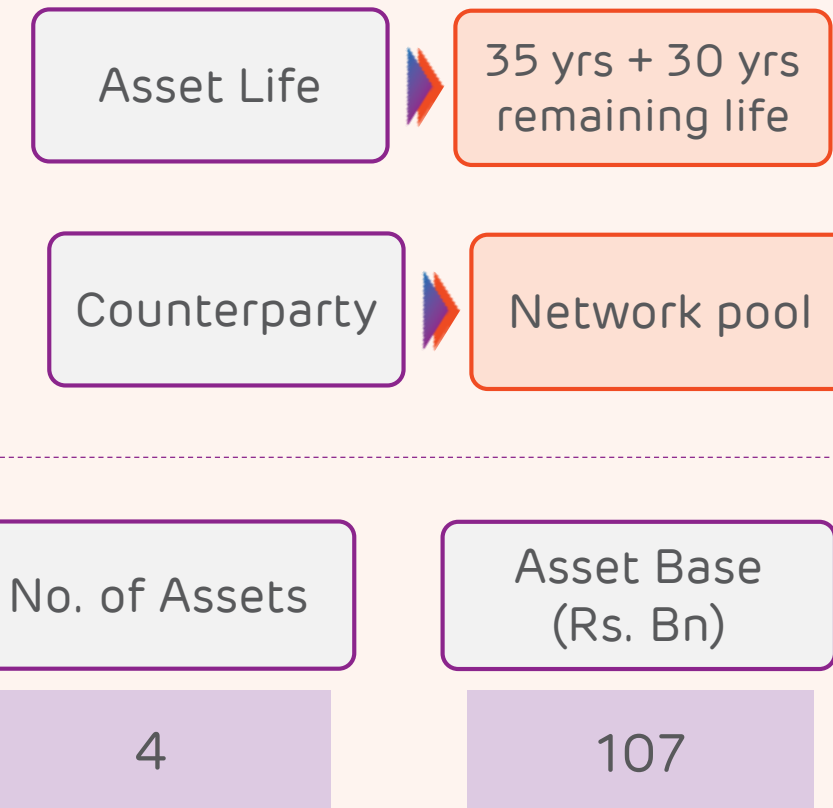 Asset Life
35 yrs + 30 yrs
remaining life
Counterparty
Network pool
No. of Assets
Asset Base
(Rs. Bn)
4
107